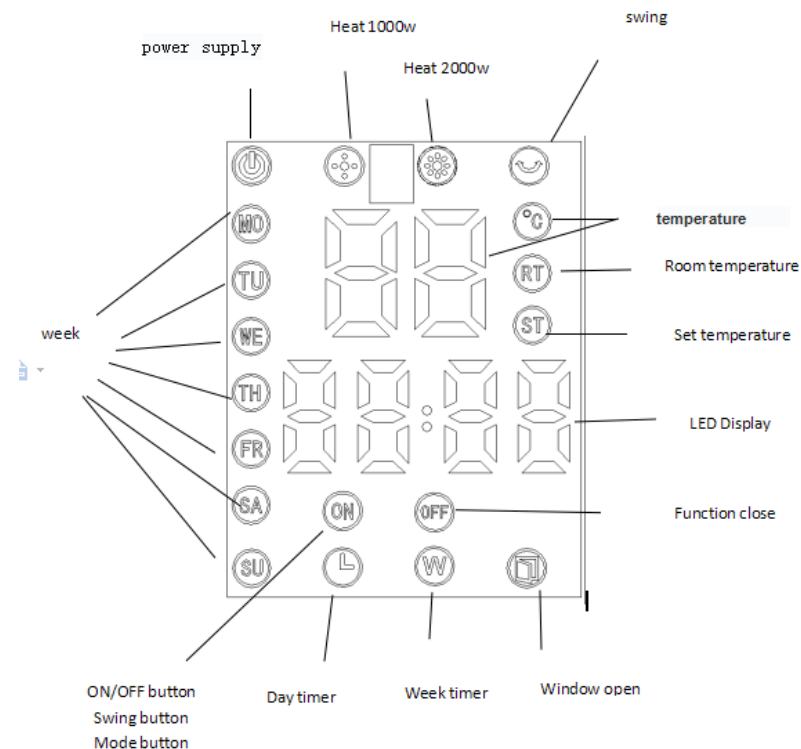 swing
Heat 1000w
power supply
Heat 2000w
MO
°C
temperature
TU
RT
Room temperature
week
WE
ST
Set temperature
TH
LED Display
FR
SA
ON
OFF
Function close
SU
W
ON/OFF button
Day timer
Week timer
Window open
Swing button
Mode button